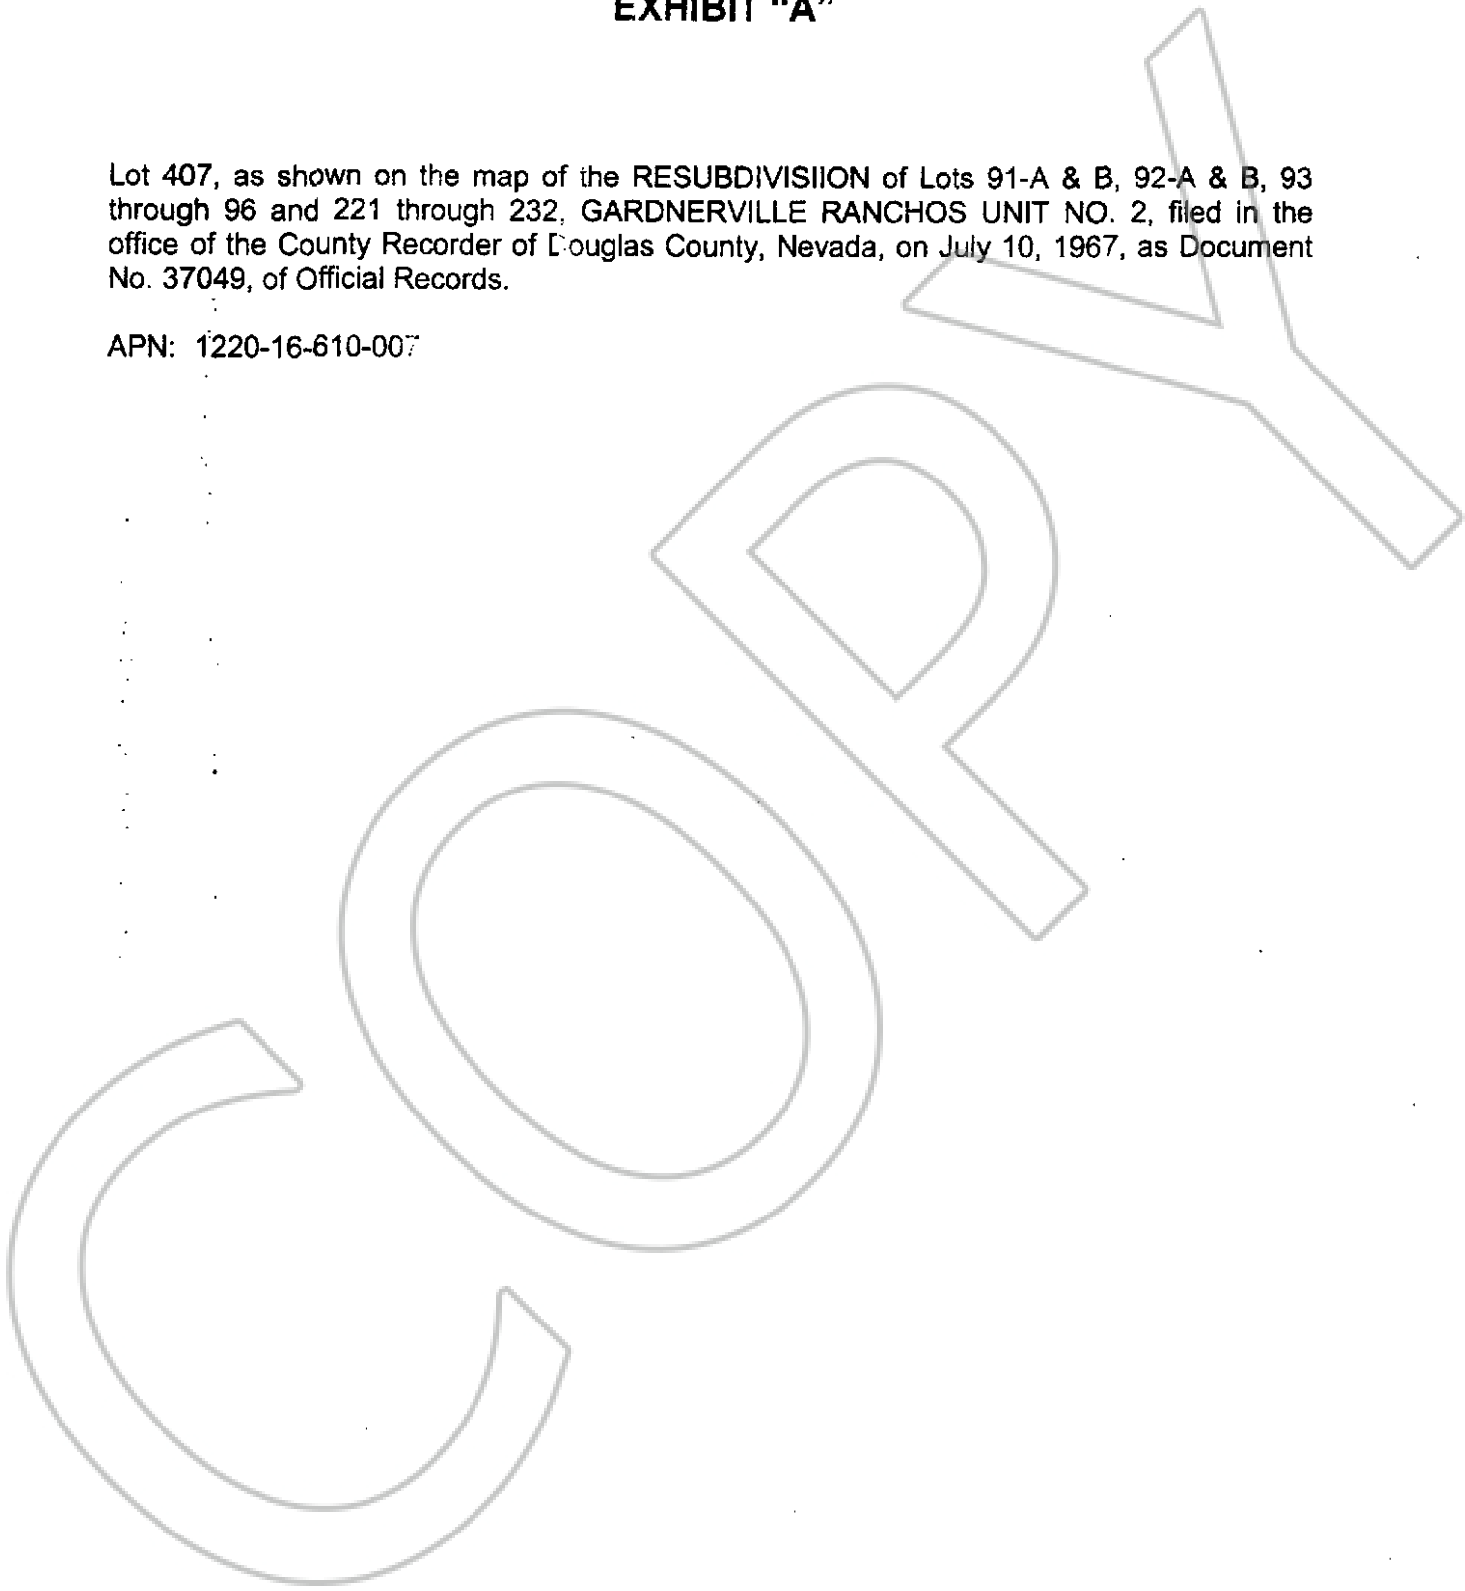 EXHIBIT "A"
Lot 407, as shown on the map of the RESUBDIVISIION of Lots 91-A & B, 92-A & B, 93
through 96 and 221 through 232, GARDNERVILLE RANCHOS UNIT NO. 2, filed in the
office of the County Recorder of Douglas County, Nevada, on July 10, 1967, as Document
No. 37049, of Official Records.
APN: 1220-16-610-007
COPY